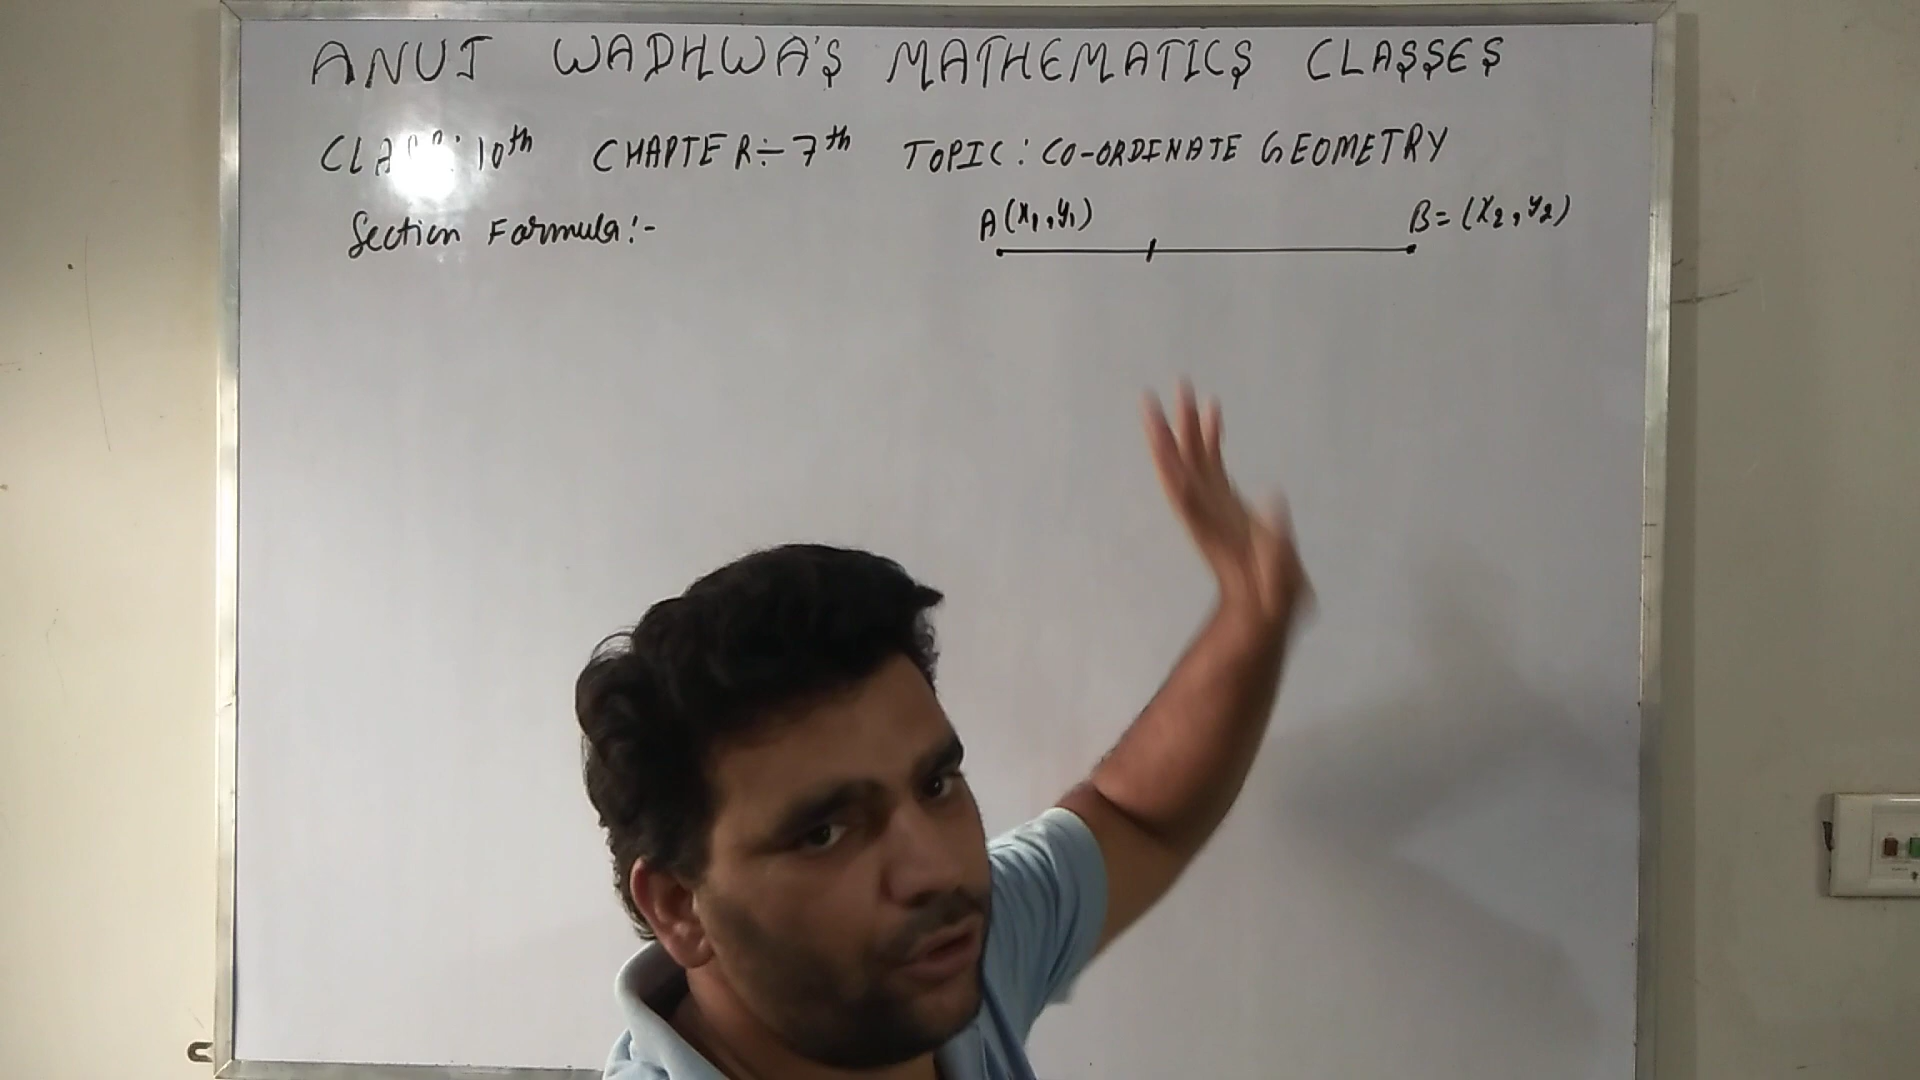 ANUJ WADHWA'S MATHEMATICS CLASSES
10th CHAPTER÷7th TOPIC: CO-ORDINATE GEOMETRY
Section Formula:-
A(x₁,y₁) B=(x₂,y₂)